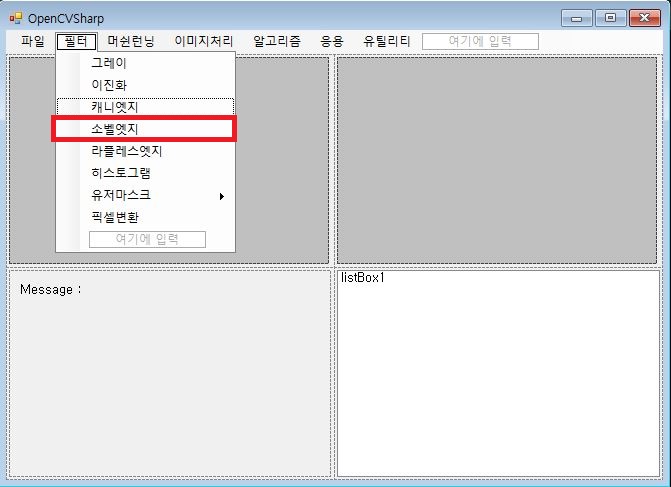 OpenCVSharp
파일 필터 머쉰런닝 이미지처리 알고리즘 응용 유틸리티 여기에 입력
그레이
이진화
캐니엣지
소벨엣지
라플레스엣지
히스토그램
유저마스크
픽셀변환
여기에 입력
Message :
listBox1